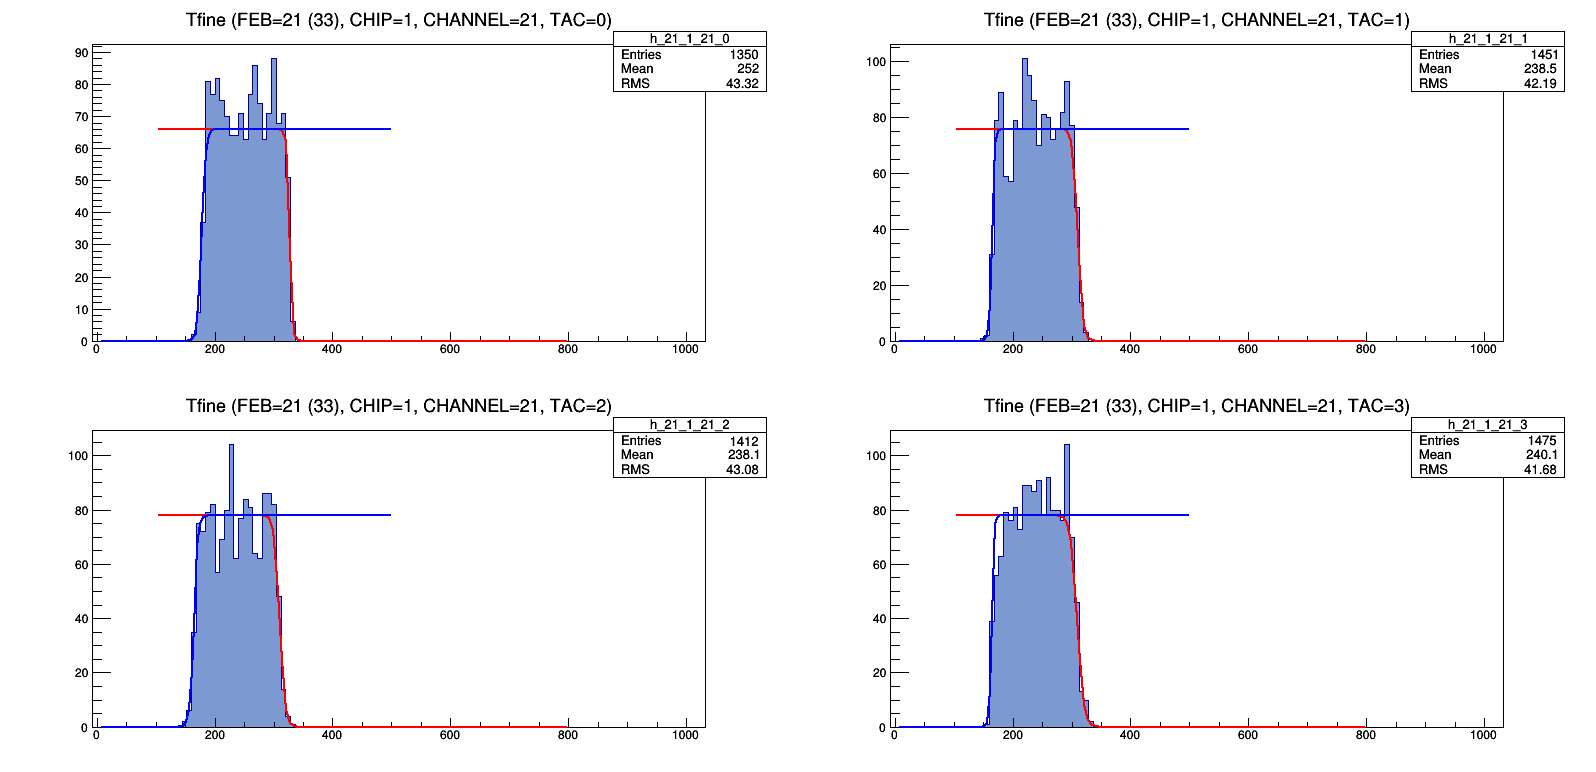 Tfine (FEB=21 (33), CHIP=1, CHANNEL=21, TAC=0)
h_21_1_21_0
Entries 1350
Mean 252
RMS 43.32
90
80
70
60
50
40
30
20
10
0
0 200 400 600 800 1000
Tfine (FEB=21 (33), CHIP=1, CHANNEL=21, TAC=1)
h_21_1_21_1
Entries 1451
Mean 238.5
RMS 42.19
100
80
60
40
20
0
0 200 400 600 800 1000
Tfine (FEB=21 (33), CHIP=1, CHANNEL=21, TAC=2)
h_21_1_21_2
Entries 1412
Mean 238.1
RMS 43.08
100
80
60
40
20
0
0 200 400 600 800 1000
Tfine (FEB=21 (33), CHIP=1, CHANNEL=21, TAC=3)
h_21_1_21_3
Entries 1475
Mean 240.1
RMS 41.68
100
80
60
40
20
0
0 200 400 600 800 1000